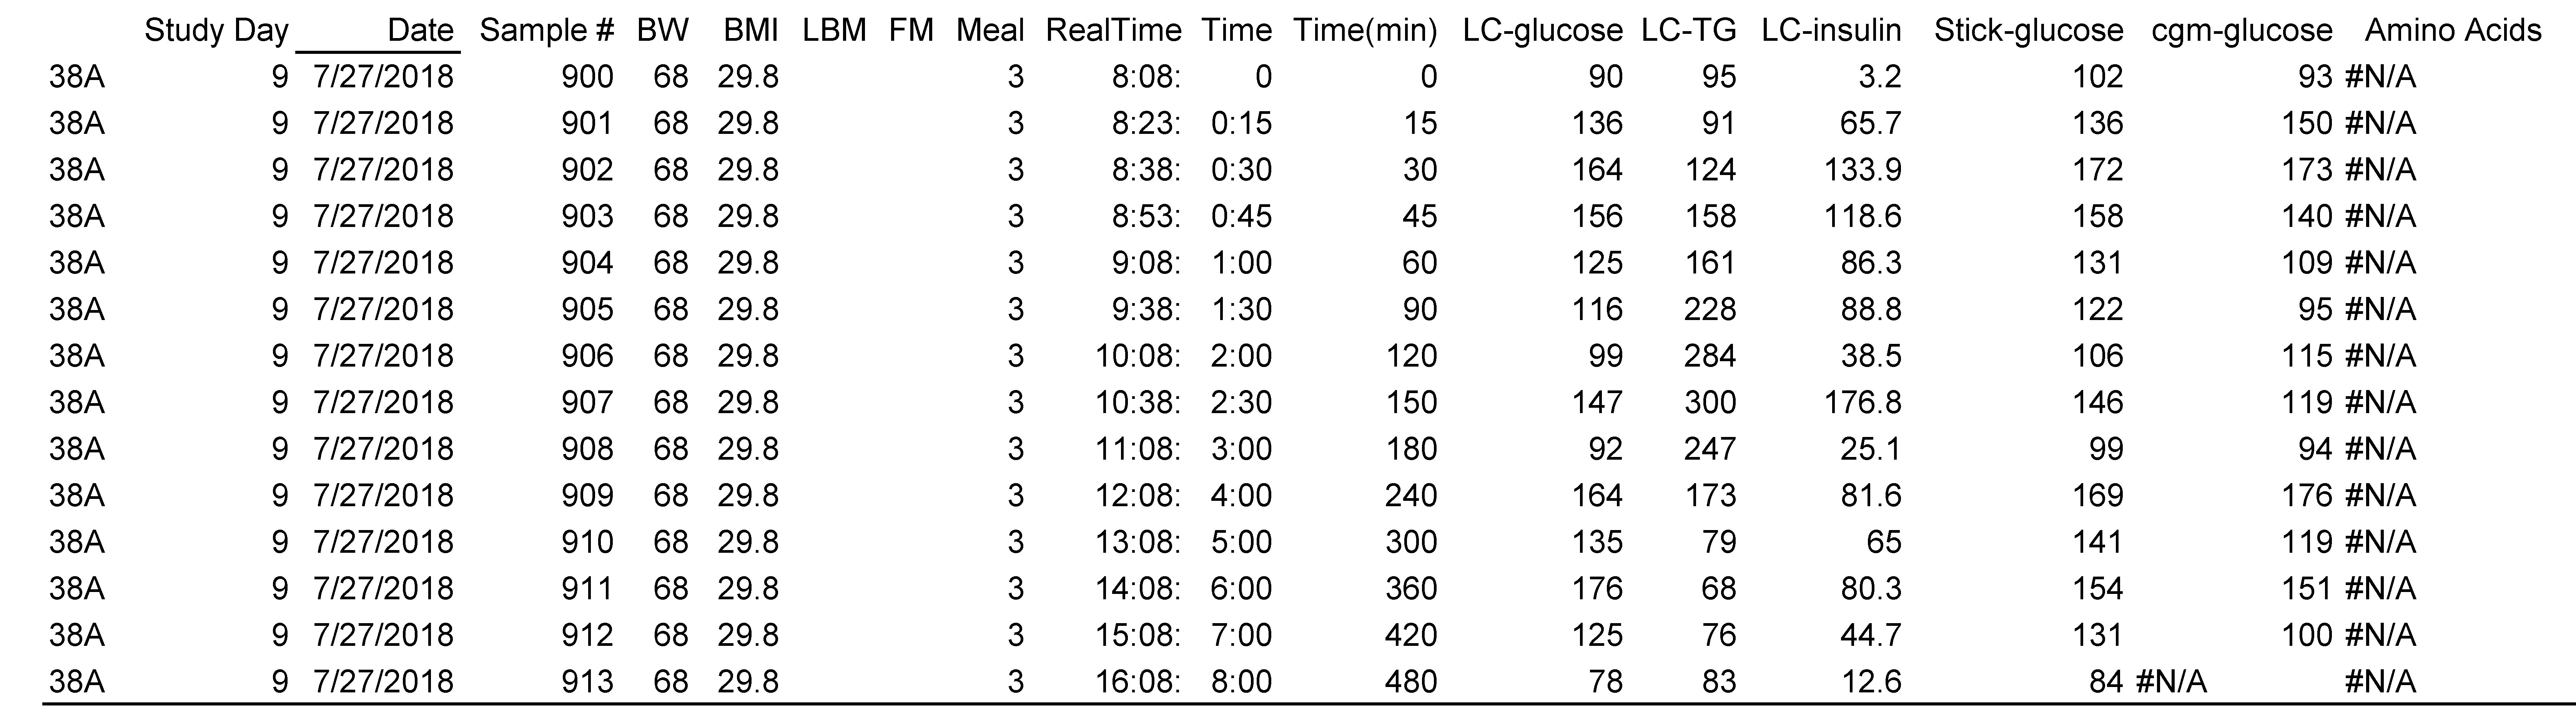 Study Day Date Sample # BW BMI LBM FM Meal RealTime Time Time(min) LC-glucose LC-TG LC-insulin Stick-glucose cgm-glucose Amino Acids
38A 9 7/27/2018 900 68 29.8 3 8:08: 0 0 90 95 3.2 102 93 #N/A
38A 9 7/27/2018 901 68 29.8 3 8:23: 0:15 15 136 91 65.7 136 150 #N/A
38A 9 7/27/2018 902 68 29.8 3 8:38: 0:30 30 164 124 133.9 172 173 #N/A
38A 9 7/27/2018 903 68 29.8 3 8:53: 0:45 45 156 158 118.6 158 140 #N/A
38A 9 7/27/2018 904 68 29.8 3 9:08: 1:00 60 125 161 86.3 131 109 #N/A
38A 9 7/27/2018 905 68 29.8 3 9:38: 1:30 90 116 228 88.8 122 95 #N/A
38A 9 7/27/2018 906 68 29.8 3 10:08: 2:00 120 99 284 38.5 106 115 #N/A
38A 9 7/27/2018 907 68 29.8 3 10:38: 2:30 150 147 300 176.8 146 119 #N/A
38A 9 7/27/2018 908 68 29.8 3 11:08: 3:00 180 92 247 25.1 99 94 #N/A
38A 9 7/27/2018 909 68 29.8 3 12:08: 4:00 240 164 173 81.6 169 176 #N/A
38A 9 7/27/2018 910 68 29.8 3 13:08: 5:00 300 135 79 65 141 119 #N/A
38A 9 7/27/2018 911 68 29.8 3 14:08: 6:00 360 176 68 80.3 154 151 #N/A
38A 9 7/27/2018 912 68 29.8 3 15:08: 7:00 420 125 76 44.7 131 100 #N/A
38A 9 7/27/2018 913 68 29.8 3 16:08: 8:00 480 78 83 12.6 84 #N/A #N/A